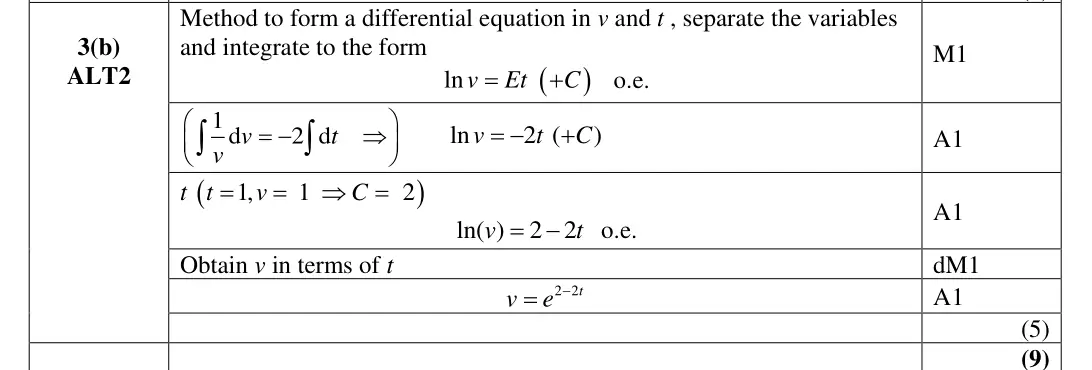 3(b)
ALT2
Method to form a differential equation in v and t , separate the variables
and integrate to the form
ln v = Et (+C) o.e.
M1
(∫ 1/v dv = −2∫ dt ⇒) ln v = −2t (+C)
A1
t (t = 1, v = 1 ⇒ C = 2)
ln(v) = 2 − 2t o.e.
A1
Obtain v in terms of t
dM1
v = e^{2−2t}
A1
(5)
(9)